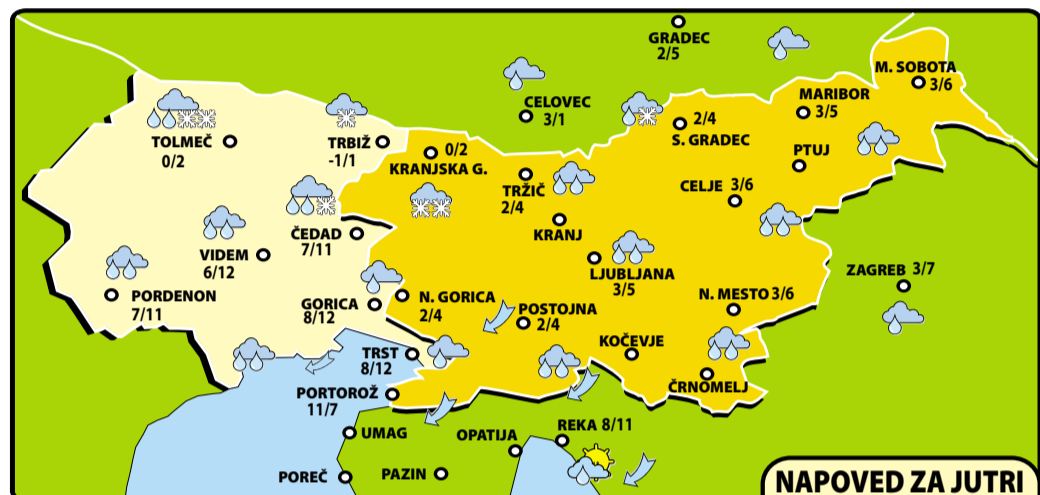 GRADEC
2/5
M. SOBOTA
3/6
CELOVEC
3/1
MARIBOR
3/5
2/4
S. GRADEC
TOLMEČ
0/2
TRBIŽ
-1/1
0/2
KRANJSKA G.
PTUJ
TRŽIČ
2/4
CELJE 3/6
KRANJ
ČEDAD
7/11
VIDEM
6/12
LJUBLJANA
3/5
ZAGREB 3/7
PORDENON
7/11
GORICA
8/12
N. GORICA
2/4
POSTOJNA
2/4
N. MESTO 3/6
KOČEVJE
TRST
8/12
ČRNOMELJ
PORTOROŽ
11/7
UMAG
OPATIJA
REKA 8/11
POREČ
PAZIN
NAPOVED ZA JUTRI